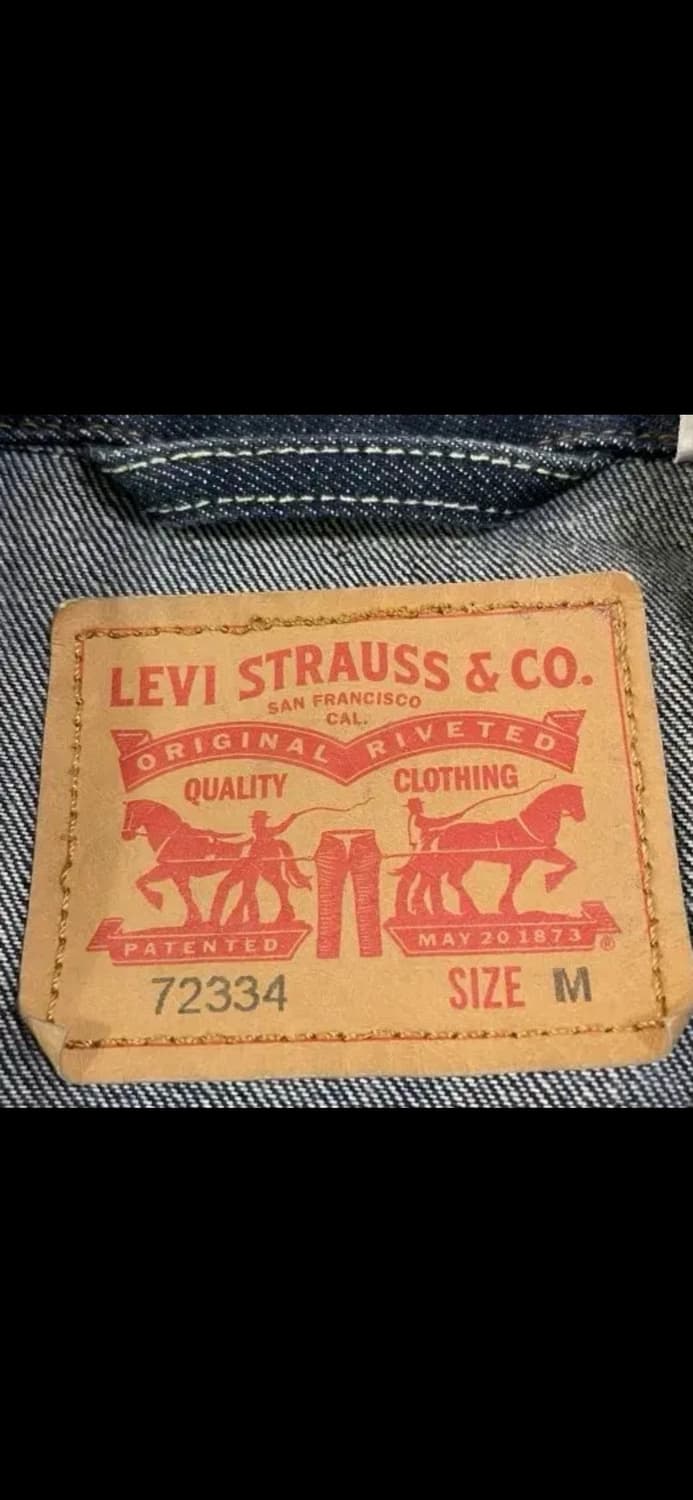 LEVI STRAUSS & CO.
SAN FRANCISCO
CAL.
ORIGINAL RIVETED
QUALITY CLOTHING
PATENTED MAY 20 1873 ®
72334 SIZE M